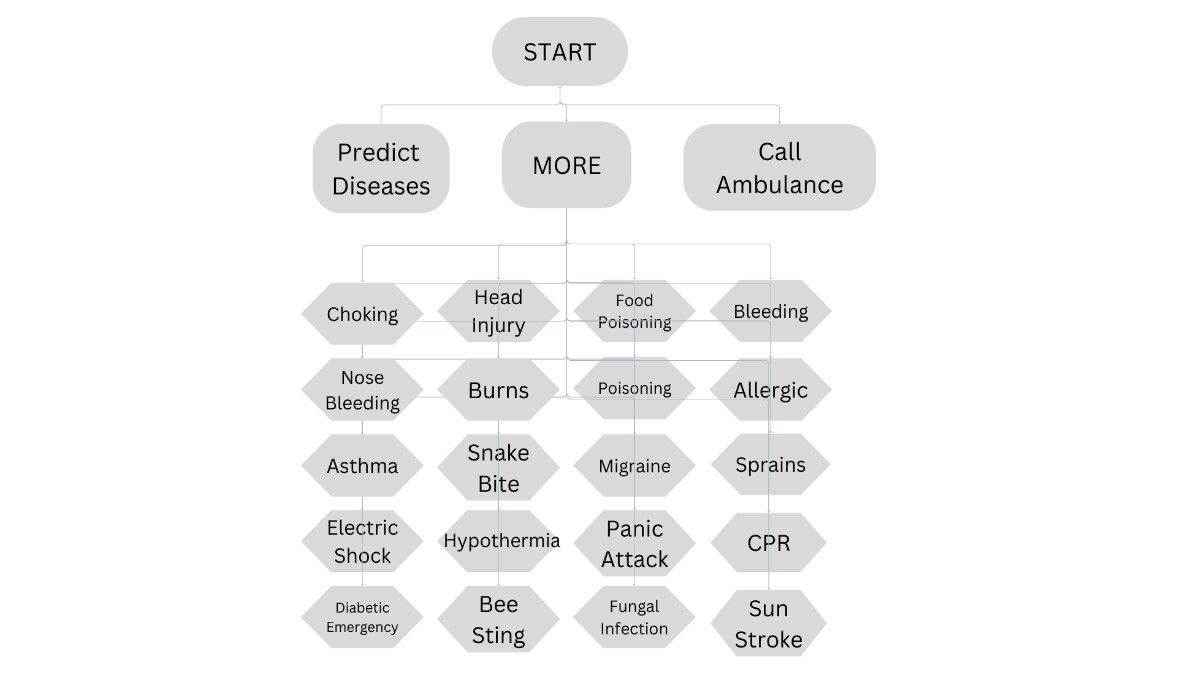 START
Predict
Diseases
MORE
Call
Ambulance
Choking
Head
Injury
Food
Poisoning
Bleeding
Nose
Bleeding
Burns
Poisoning
Allergic
Asthma
Snake
Bite
Migraine
Sprains
Electric
Shock
Hypothermia
Panic
Attack
CPR
Diabetic
Emergency
Bee
Sting
Fungal
Infection
Sun
Stroke